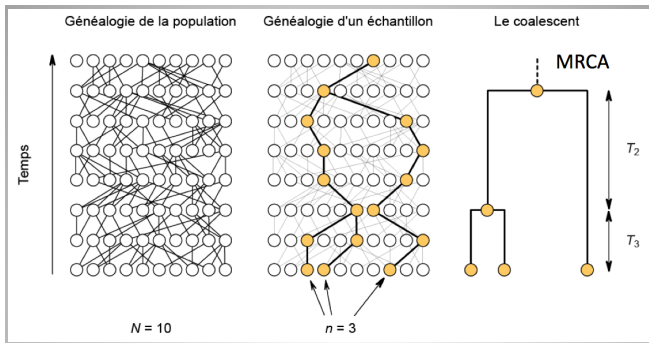 Généalogie de la population
Généalogie d'un échantillon
Le coalescent
MRCA
Temps
T2
T3
N = 10
n = 3